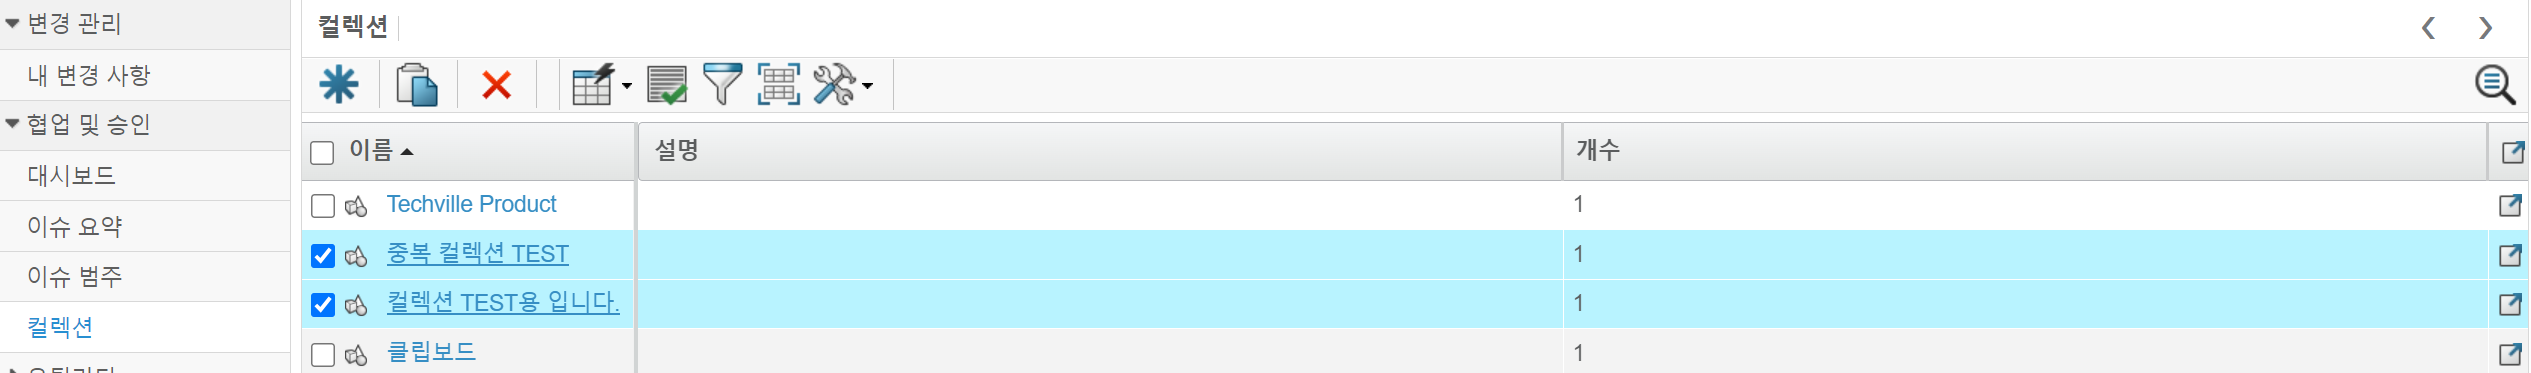 변경 관리
내 변경 사항
협업 및 승인
대시보드
이슈 요약
이슈 범주
컬렉션
컬렉션
이름 설명 개수
Techville Product 1
중복 컬렉션 TEST 1
컬렉션 TEST용 입니다. 1
클립보드 1